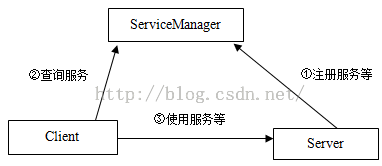 ServiceManager
②查询服务
①注册服务等
http://blog.csdn.net/
③使用服务等
Client
Server